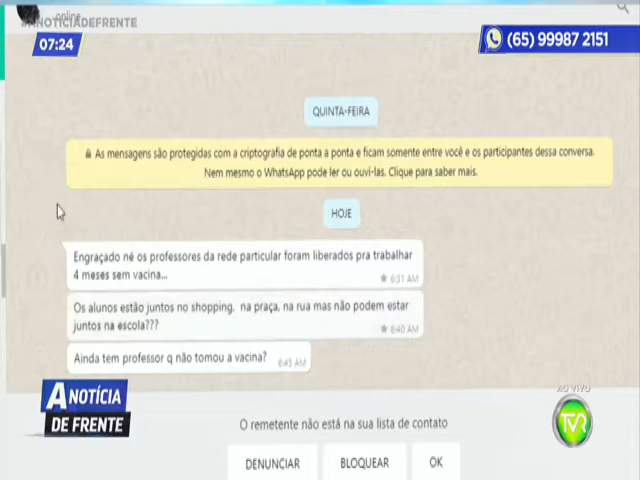 online
#ANOTÍCIADEFRENTE
07:24
(65) 99987 2151
QUINTA-FEIRA
As mensagens são protegidas com a criptografia de ponta a ponta e ficam somente entre você e os participantes dessa conversa.
Nem mesmo o WhatsApp pode ler ou ouvi-las. Clique para saber mais.
HOJE
Engraçado né os professores da rede particular foram liberados pra trabalhar
4 meses sem vacina...
6:31 AM
Os alunos estão juntos no shopping, na praça, na rua mas não podem estar
juntos na escola???
6:40 AM
Ainda tem professor q não tomou a vacina?
6:43 AM
A NOTÍCIA
DE FRENTE
AO VIVO
TVR
O remetente não está na sua lista de contato
DENUNCIAR
BLOQUEAR
OK